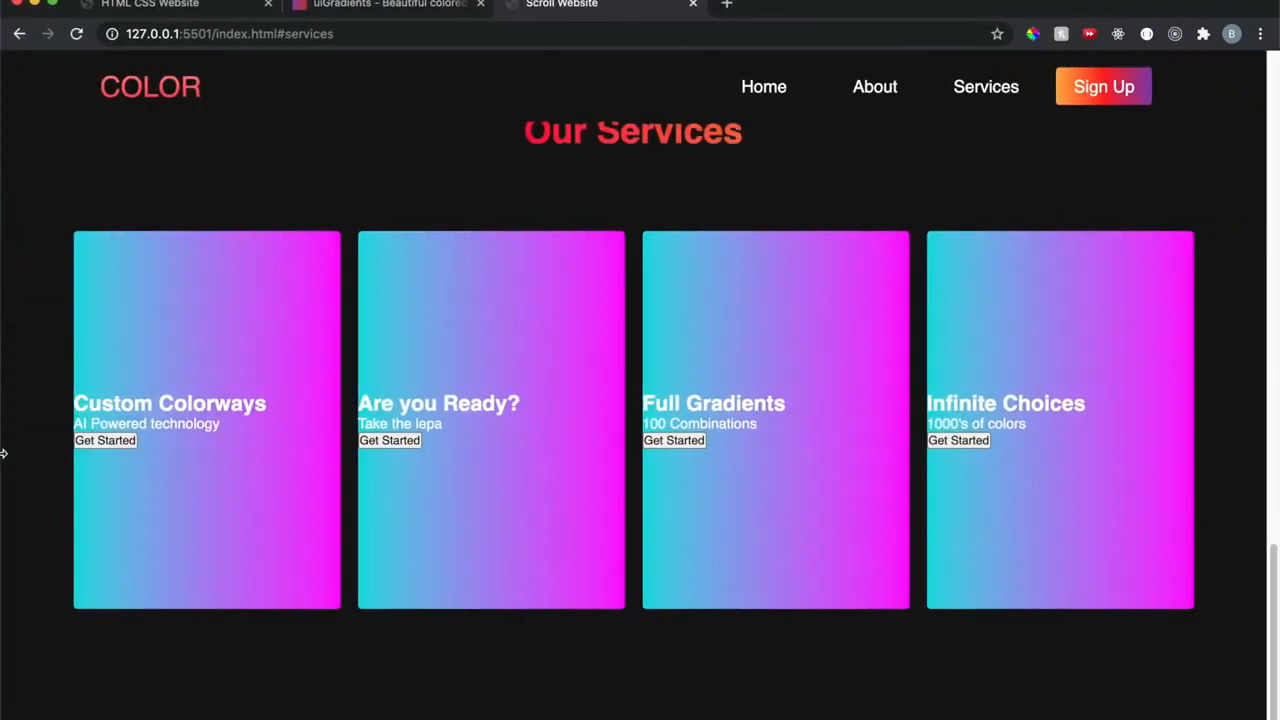 HTML CSS Website
uiGradients - Beautiful colored
Scroll Website
127.0.0.1:5501/index.html#services
B
COLOR
Home
About
Services
Sign Up
Our Services
Custom Colorways
AI Powered technology
Get Started
Are you Ready?
Take the lepa
Get Started
Full Gradients
100 Combinations
Get Started
Infinite Choices
1000's of colors
Get Started